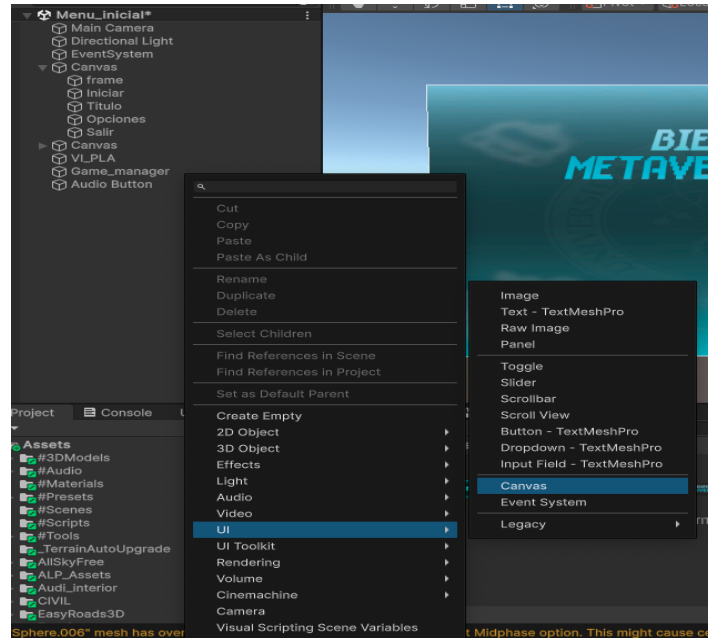 Menu_inicial*
Main Camera
Directional Light
EventSystem
Canvas
frame
Iniciar
Titulo
Opciones
Salir
Canvas
VI_PLA
Game_manager
Audio Button
BIE
METAVE
Cut
Copy
Paste
Paste As Child
Rename
Duplicate
Delete
Select Children
Find References in Scene
Find References in Project
Set as Default Parent
Create Empty
2D Object
3D Object
Effects
Light
Audio
Video
UI
UI Toolkit
Rendering
Volume
Cinemachine
Camera
Visual Scripting Scene Variables
Image
Text - TextMeshPro
Raw Image
Panel
Toggle
Slider
Scrollbar
Scroll View
Button - TextMeshPro
Dropdown - TextMeshPro
Input Field - TextMeshPro
Canvas
Event System
Legacy
Project Console
Assets
#3DModels
#Audio
#Materials
#Presets
#Scenes
#Scripts
#Tools
_TerrainAutoUpgrade
AllSkyFree
ALP_Assets
Audi_interior
CIVIL
EasyRoads3D
Sphere.006" mesh has over
t Midphase option. This might cause ce